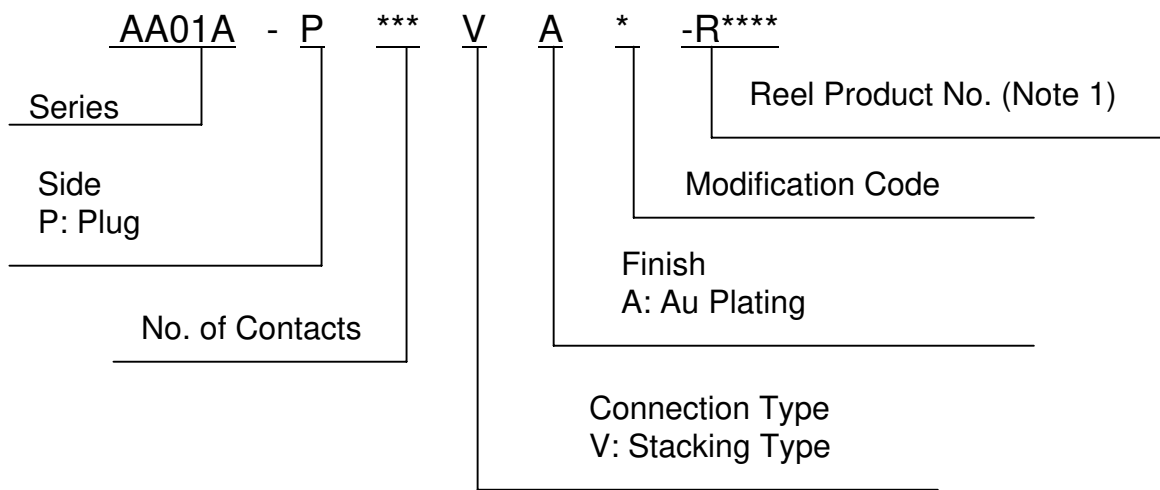 AA01A - P *** V A * -R****
Reel Product No. (Note 1)
Series
Side
P: Plug
Modification Code
Finish
A: Au Plating
No. of Contacts
Connection Type
V: Stacking Type